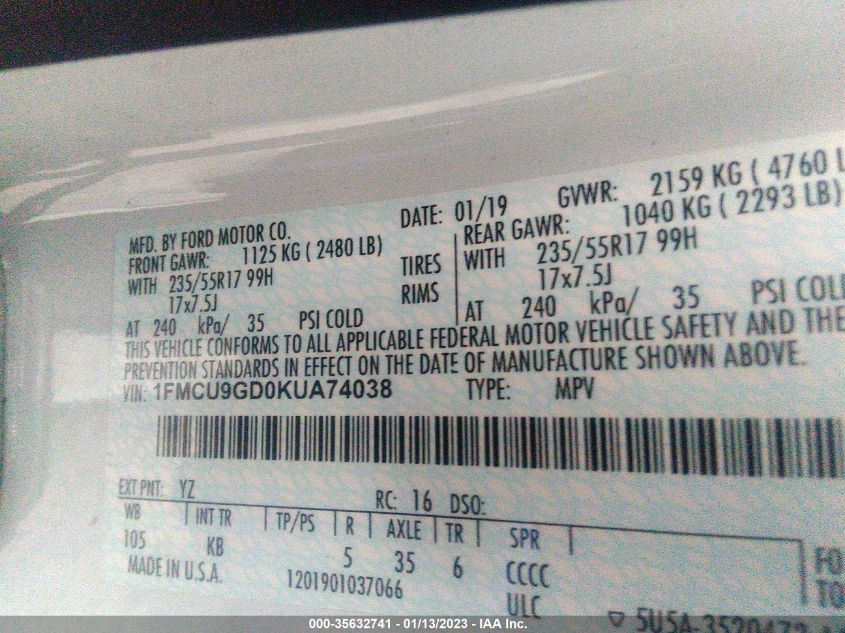 MFD. BY FORD MOTOR CO.
DATE: 01/19 GVWR: 2159 KG ( 4760 L
FRONT GAWR: 1125 KG ( 2480 LB)
REAR GAWR: 1040 KG ( 2293 LB)
WITH 235/55R17 99H TIRES WITH 235/55R17 99H
17x7.5J RIMS 17x7.5J
AT 240 kPa/ 35 PSI COLD AT 240 kPa/ 35 PSI COL
THIS VEHICLE CONFORMS TO ALL APPLICABLE FEDERAL MOTOR VEHICLE SAFETY AND THE
PREVENTION STANDARDS IN EFFECT ON THE DATE OF MANUFACTURE SHOWN ABOVE.
VIN: 1FMCU9GD0KUA74038 TYPE: MPV
EXT PNT: YZ RC: 16 DSO:
WB INT TR TP/PS R AXLE TR SPR
105 KB 5 35 6 CCCC
MADE IN U.S.A. 1201901037066 ULC
FO
TO
5U5A-3520472
000-35632741 - 01/13/2023 - IAA Inc.